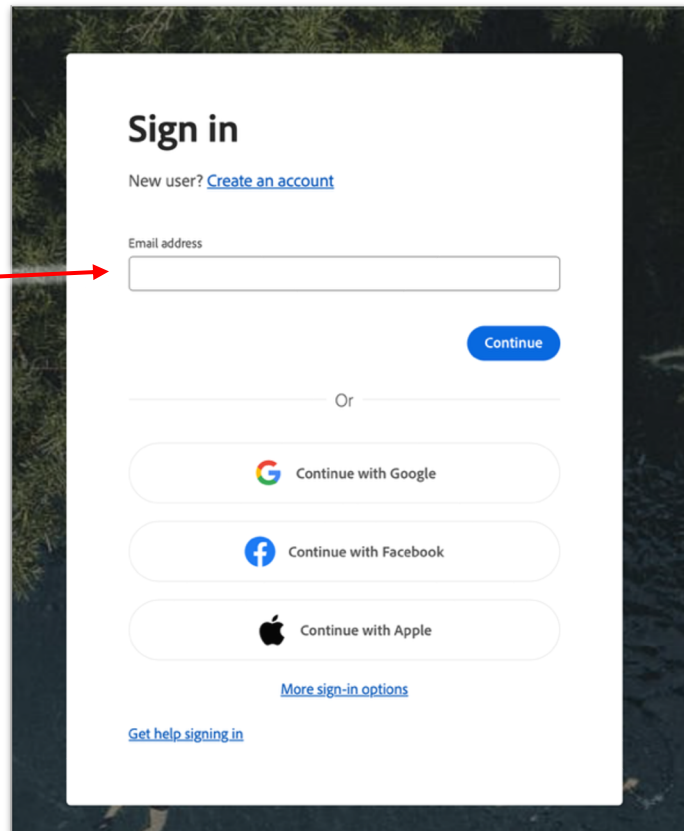 Sign in
New user? Create an account
Email address
Continue
Or
Continue with Google
Continue with Facebook
Continue with Apple
More sign-in options
Get help signing in